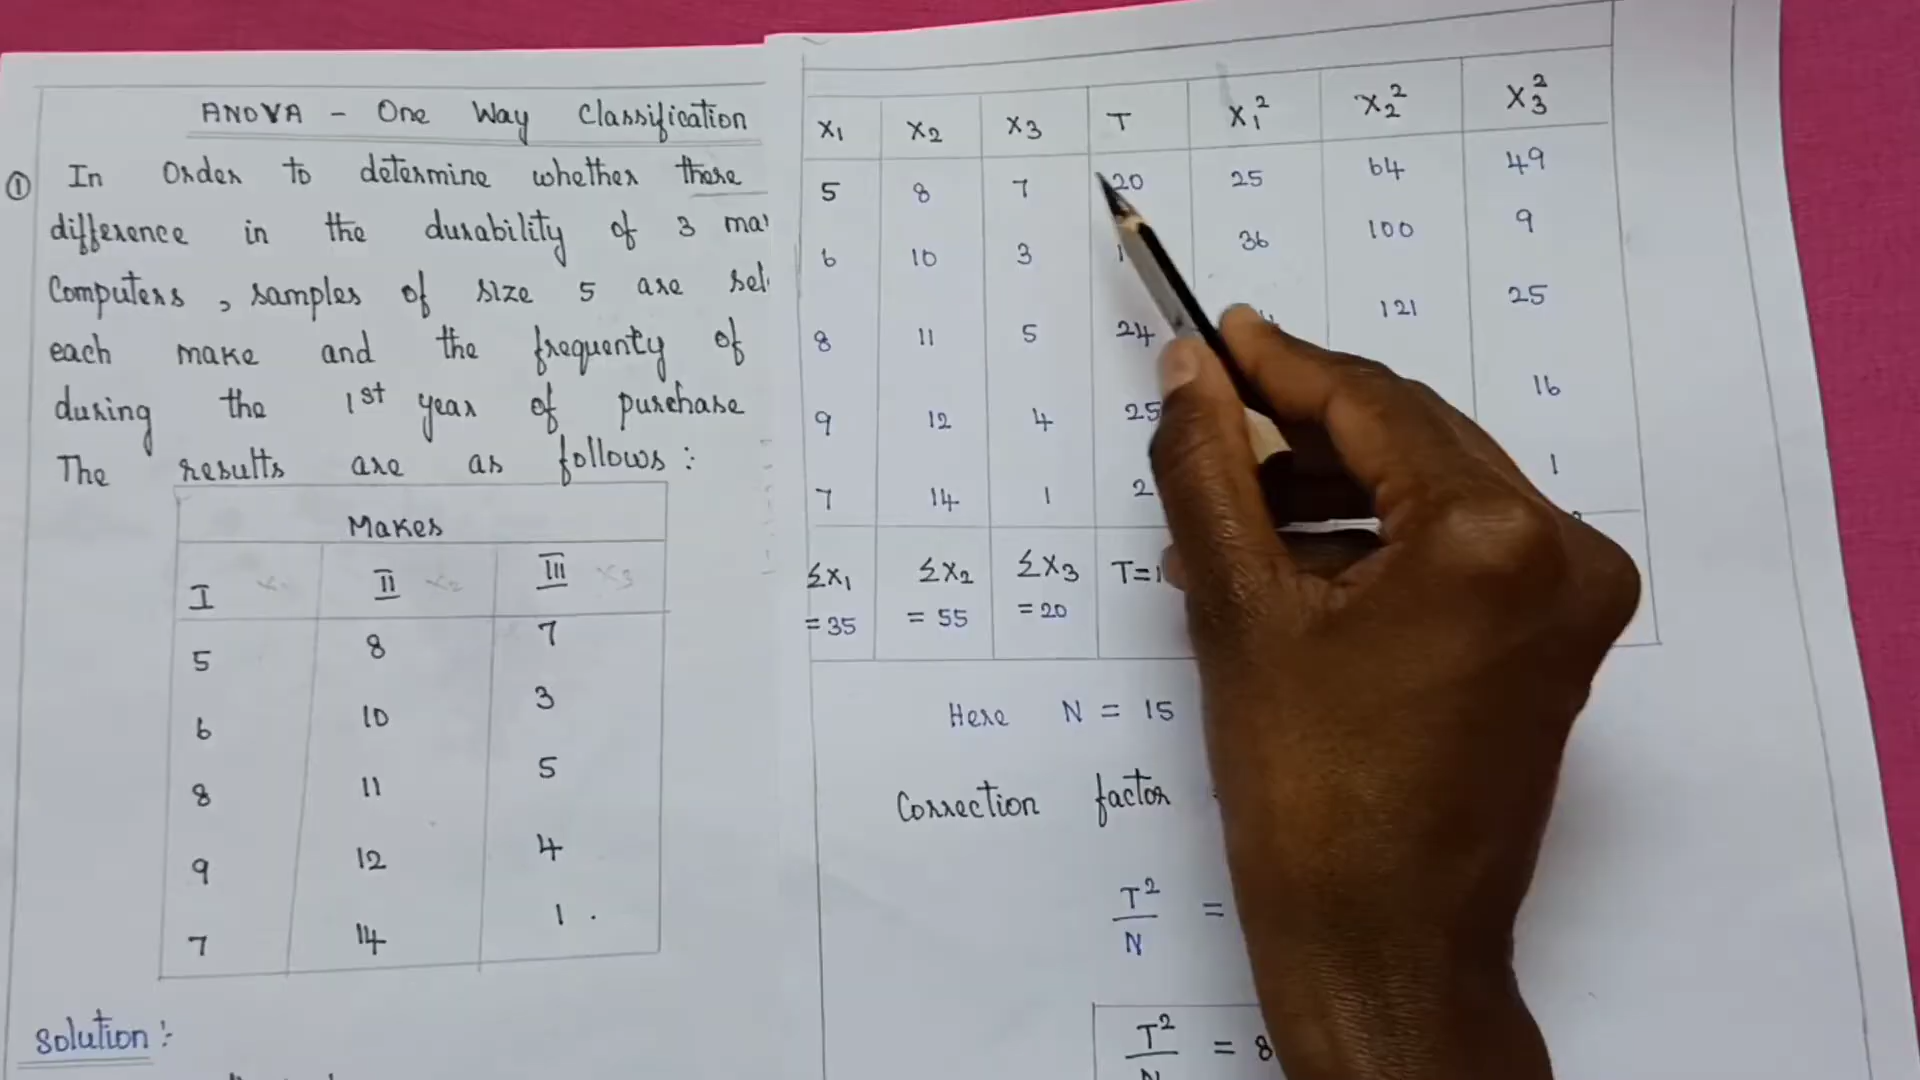 ANOVA - One Way Classification
① In Order to determine whether there
difference in the durability of 3
Computers, samples of size 5 are
each make and the frequenty of
during the 1st year of purchase
The results are as follows:
Makes
I X1 II X2 III X3
5 8 7
6 10 3
8 11 5
9 12 4
7 14 1.
Solution:
X1 X2 X3 T X1² X2² X3²
5 8 7 20 25 64 49
6 10 3 36 100 9
8 11 5 24 121 25
9 12 4 25 16
7 14 1 1
ΣX1 ΣX2 ΣX3 T=
=35 = 55 = 20
Here N = 15
Correction factor
T²/N =
T²/N = 8